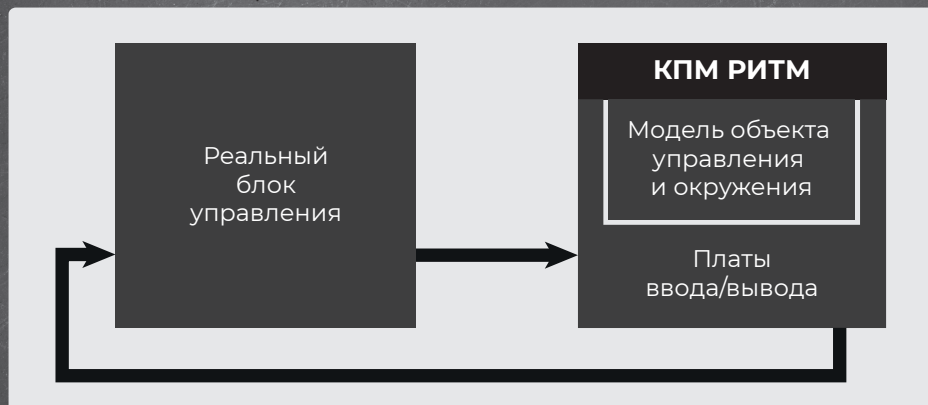 Реальный
блок
управления
КПМ РИТМ
Модель объекта
управления
и окружения
Платы
ввода/вывода